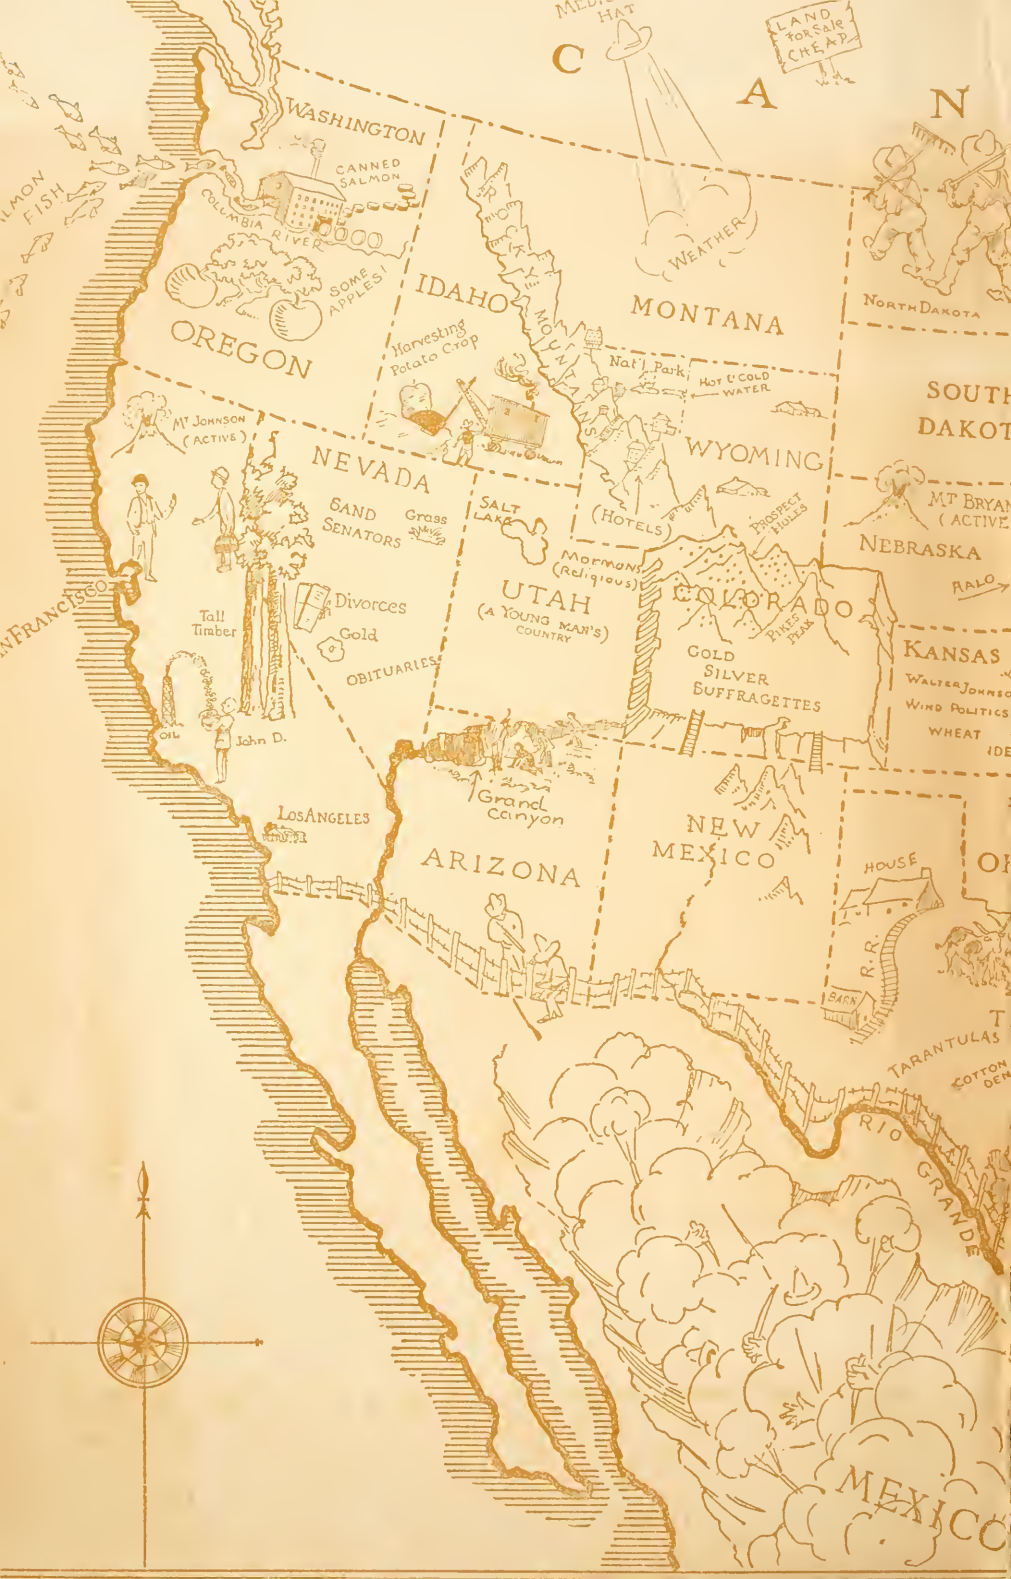 HAT
LAND
FOR Sale
CHEAP
C
A
N
WASHINGTON
CANNED
SALMON
FISH
COLUMBIA RIVER
SOME
APPLES!
OREGON
ROCKY MOUNTAINS
IDAHO
Harvesting
Potato Crop
WEATHER
MONTANA
NORTH DAKOTA
SOUTH
DAKOT
Nat'l Park
HOT & COLD
WATER
WYOMING
(HOTELS)
PROSPECT
HOLES
MT JOHNSON
(ACTIVE)
NEVADA
SAND
SENATORS
Grass
SALT
LAKE
Mormons
(Religious)
UTAH
(A YOUNG MAN'S)
COUNTRY
MT BRYAN
(ACTIVE
NEBRASKA
COLORADO
PIKES
PEAK
GOLD
SILVER
SUFFRAGETTES
KANSAS
WALTER JOHNSO
WIND POLITICS
WHEAT
IDE
AN FRANCISCO
Tall
Timber
Divorces
Gold
OBITUARIES
OIL
John D.
LOS ANGELES
Grand
Canyon
ARIZONA
NEW
MEXICO
HOUSE
R.R.
BARN
T
TARANTULAS
COTTON
RIO
GRANDE
MEXICO